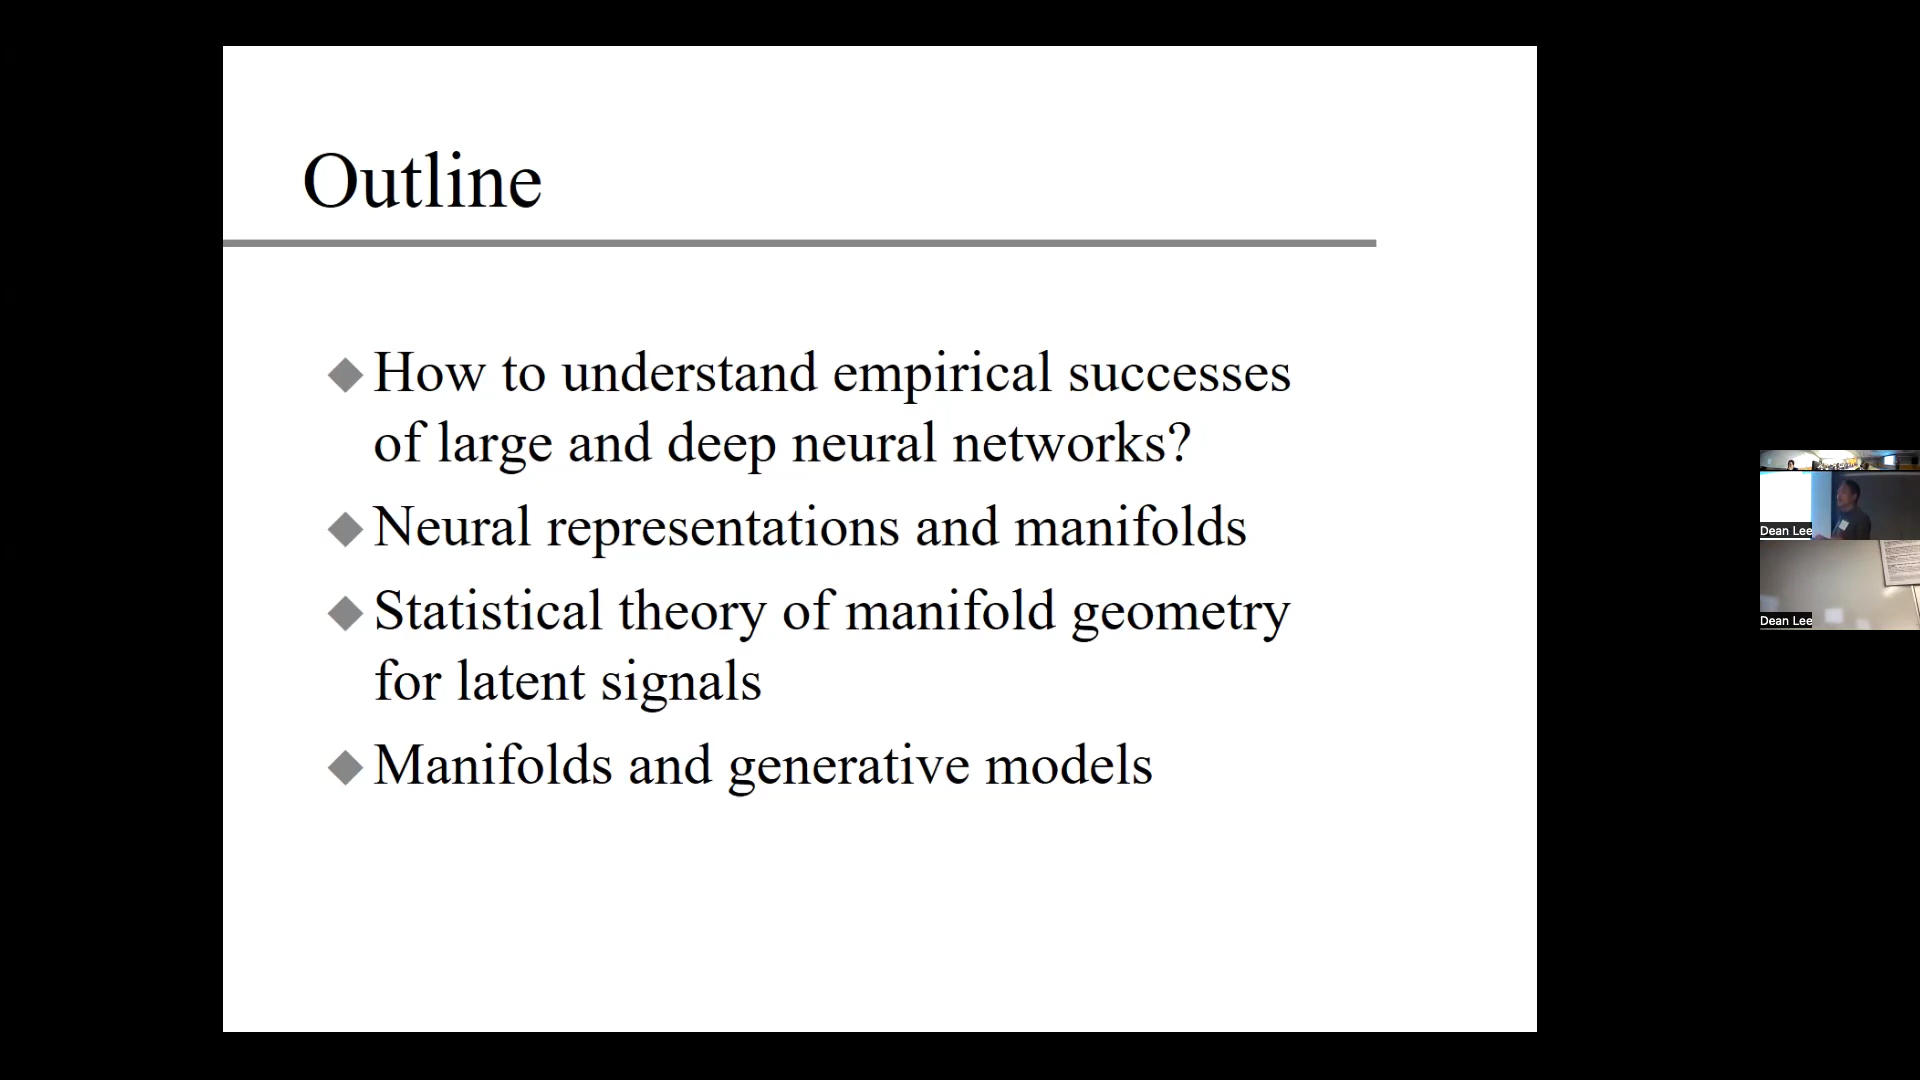 Outline
How to understand empirical successes
of large and deep neural networks?
Neural representations and manifolds
Statistical theory of manifold geometry
for latent signals
Manifolds and generative models
Dean Lee
Dean Lee